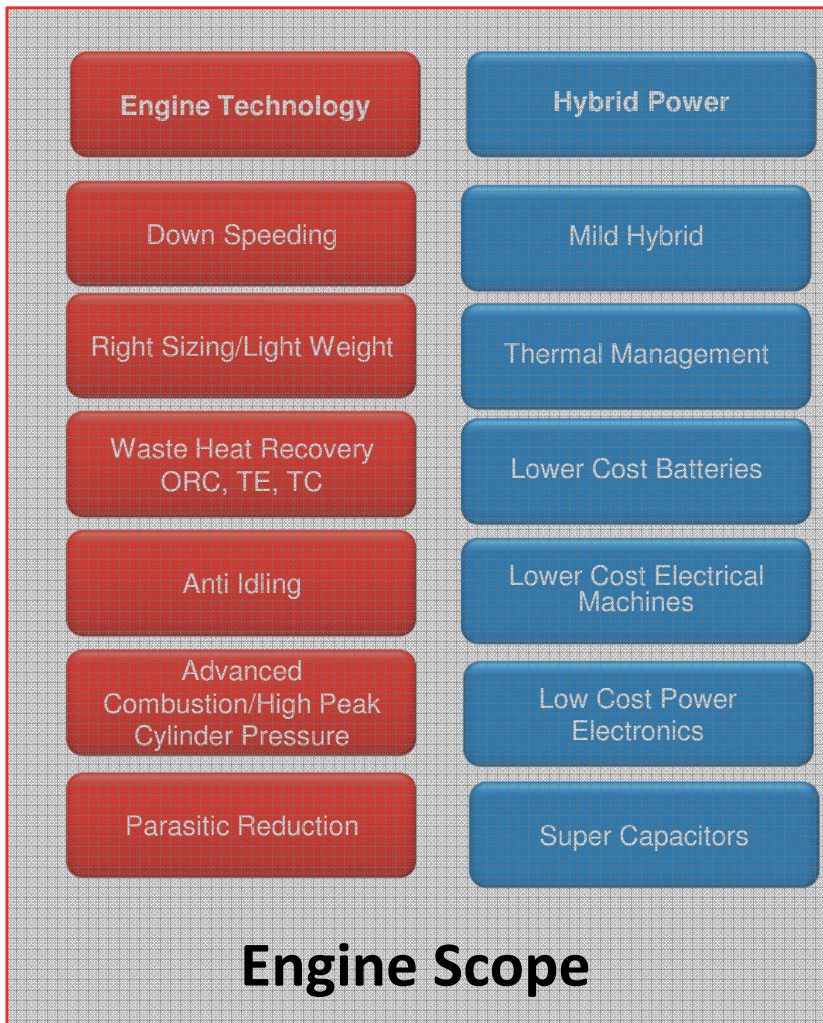 Engine Technology
Down Speeding
Right Sizing/Light Weight
Waste Heat Recovery
ORC, TE, TC
Anti Idling
Advanced
Combustion/High Peak
Cylinder Pressure
Parasitic Reduction
Hybrid Power
Mild Hybrid
Thermal Management
Lower Cost Batteries
Lower Cost Electrical
Machines
Low Cost Power
Electronics
Super Capacitors
Engine Scope